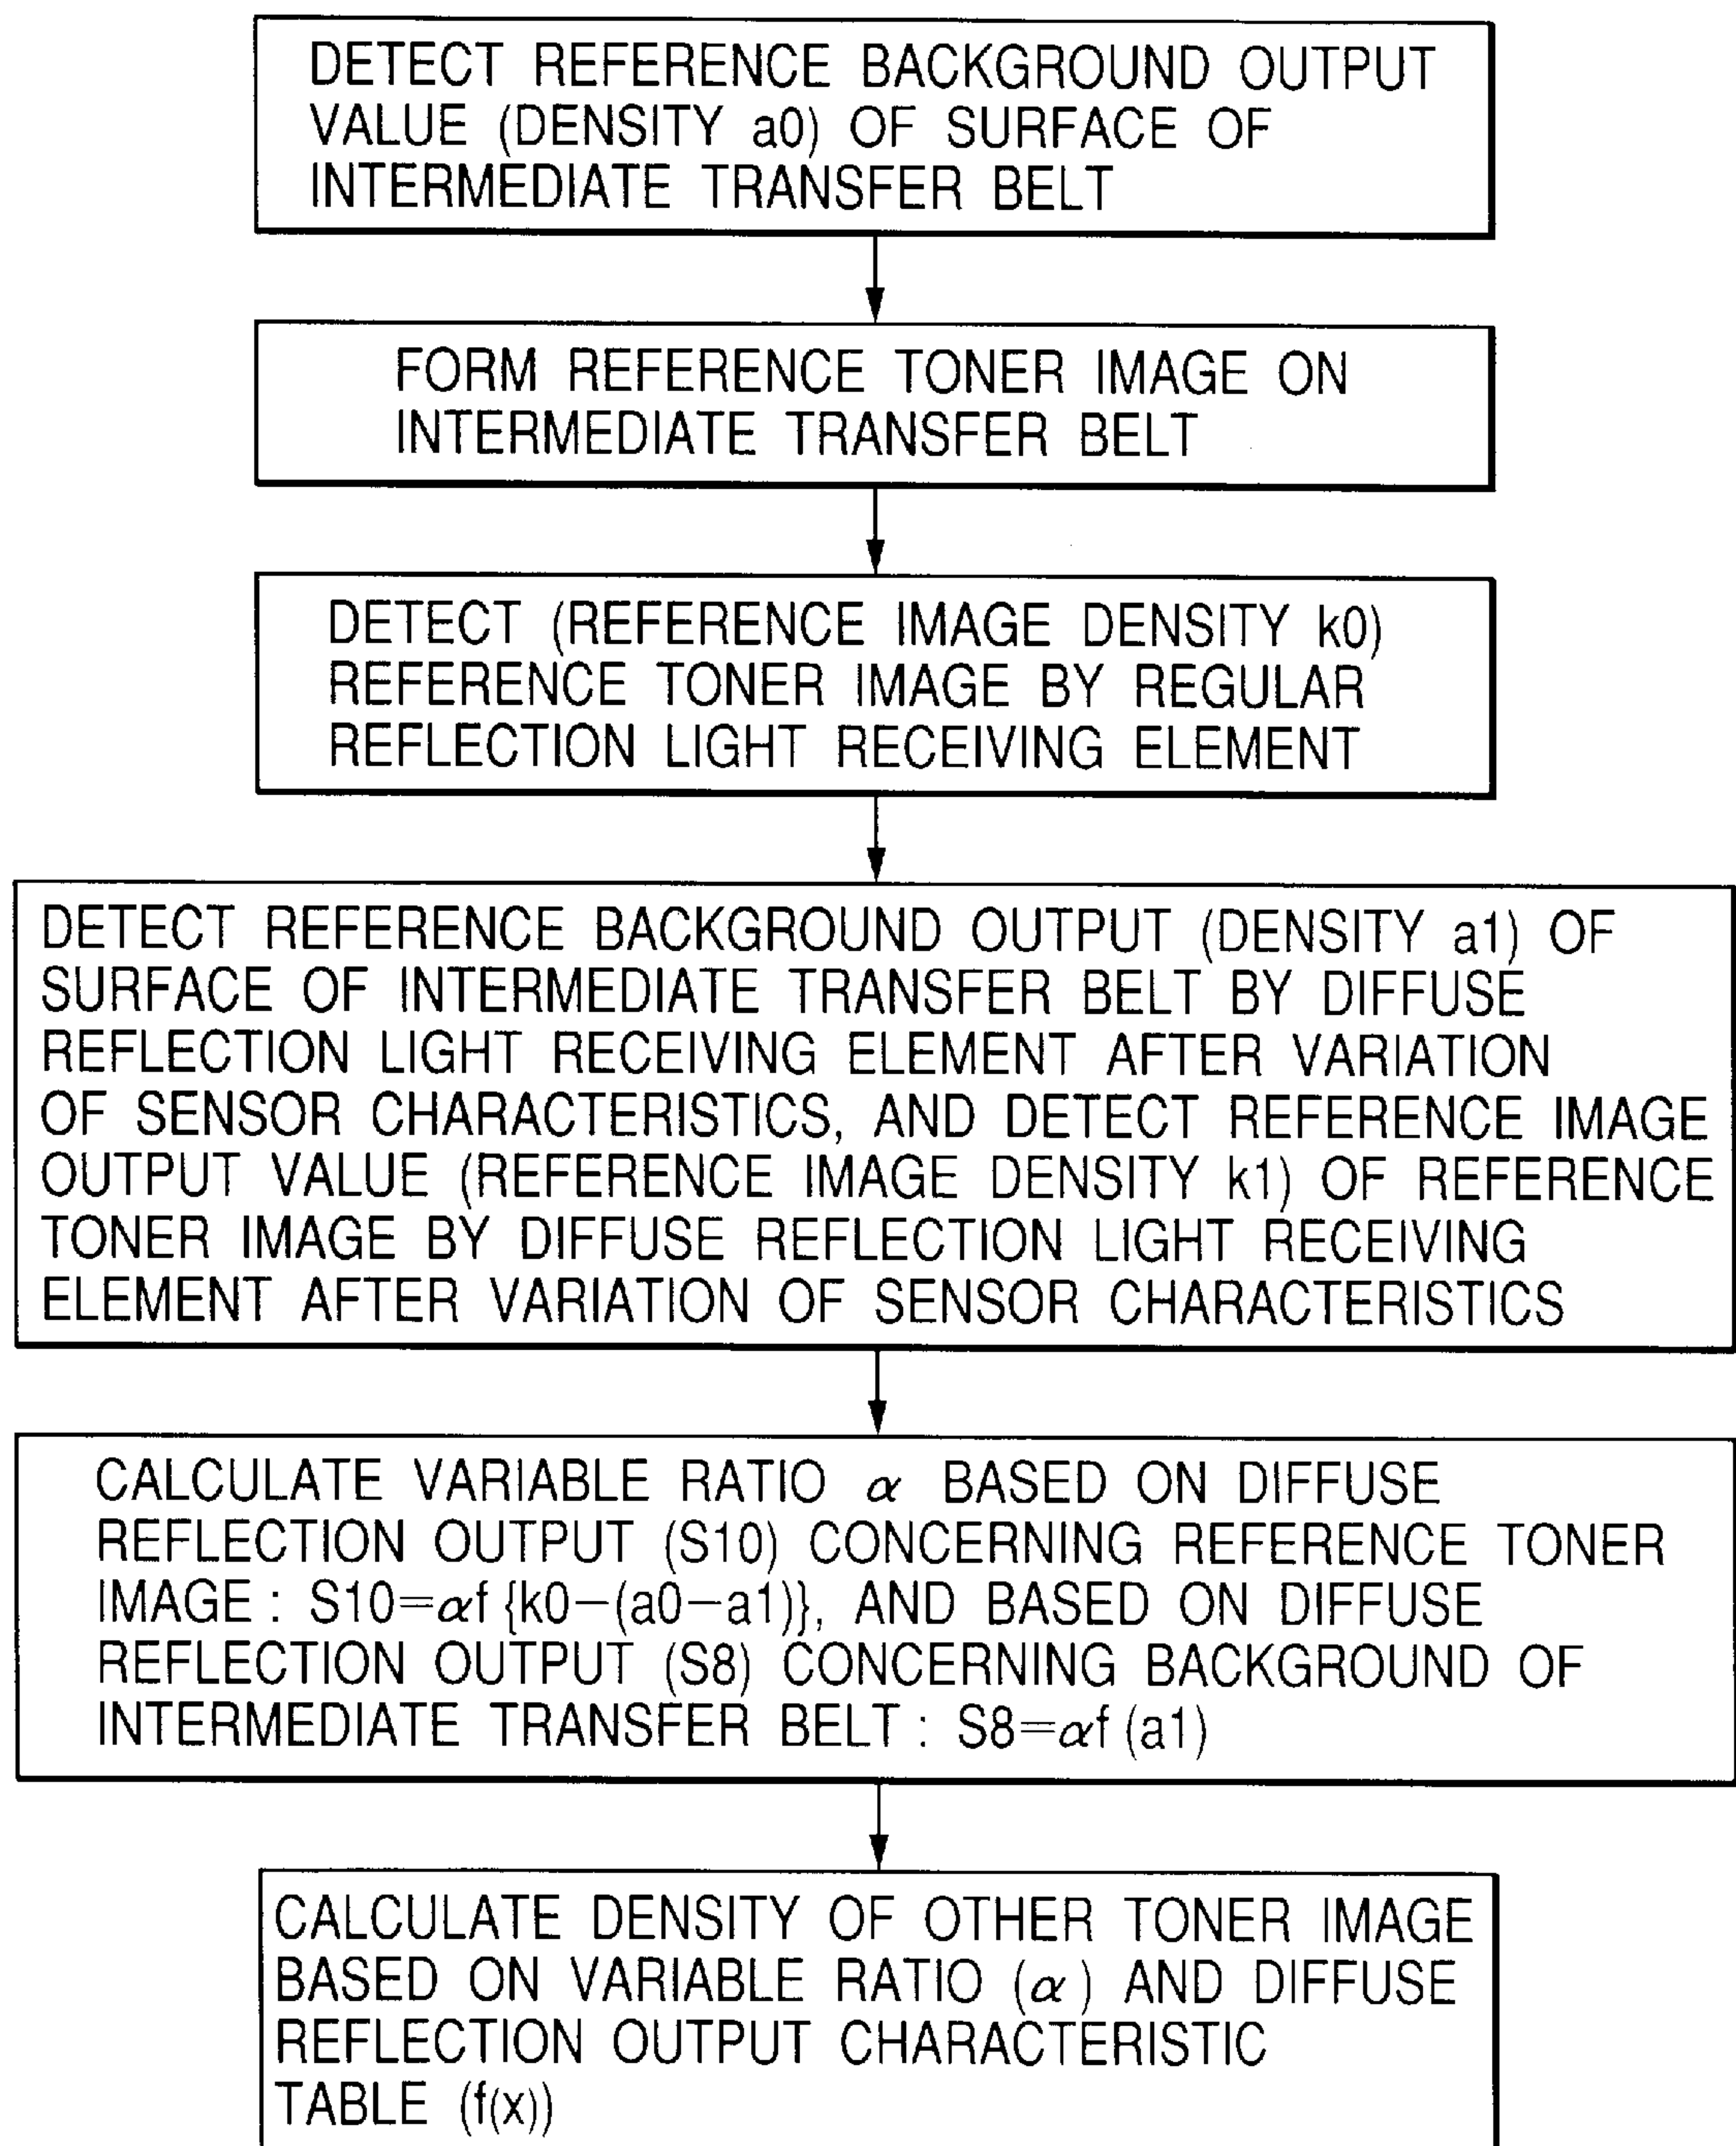 DETECT REFERENCE BACKGROUND OUTPUT
VALUE (DENSITY a0) OF SURFACE OF
INTERMEDIATE TRANSFER BELT
FORM REFERENCE TONER IMAGE ON
INTERMEDIATE TRANSFER BELT
DETECT (REFERENCE IMAGE DENSITY k0)
REFERENCE TONER IMAGE BY REGULAR
REFLECTION LIGHT RECEIVING ELEMENT
DETECT REFERENCE BACKGROUND OUTPUT (DENSITY a1) OF
SURFACE OF INTERMEDIATE TRANSFER BELT BY DIFFUSE
REFLECTION LIGHT RECEIVING ELEMENT AFTER VARIATION
OF SENSOR CHARACTERISTICS, AND DETECT REFERENCE IMAGE
OUTPUT VALUE (REFERENCE IMAGE DENSITY k1) OF REFERENCE
TONER IMAGE BY DIFFUSE REFLECTION LIGHT RECEIVING
ELEMENT AFTER VARIATION OF SENSOR CHARACTERISTICS
CALCULATE VARIABLE RATIO α BASED ON DIFFUSE
REFLECTION OUTPUT (S10) CONCERNING REFERENCE TONER
IMAGE : S10=αf {k0−(a0−a1)}, AND BASED ON DIFFUSE
REFLECTION OUTPUT (S8) CONCERNING BACKGROUND OF
INTERMEDIATE TRANSFER BELT : S8=αf (a1)
CALCULATE DENSITY OF OTHER TONER IMAGE
BASED ON VARIABLE RATIO (α) AND DIFFUSE
REFLECTION OUTPUT CHARACTERISTIC
TABLE (f(x))